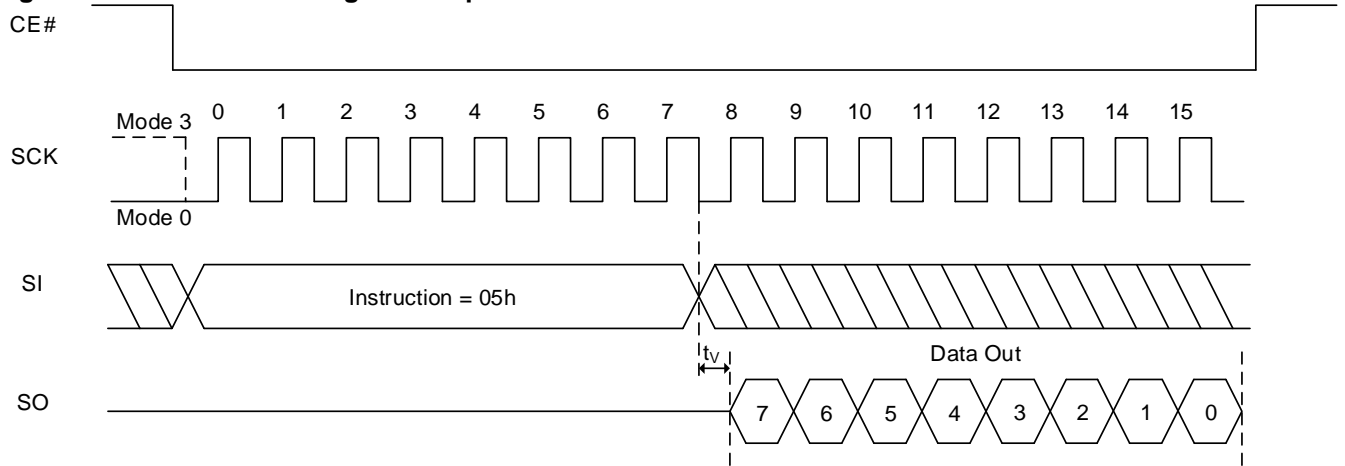 CE#
Mode 3
0 1 2 3 4 5 6 7 8 9 10 11 12 13 14 15
SCK
Mode 0
SI
Instruction = 05h
tV
Data Out
SO
7 6 5 4 3 2 1 0